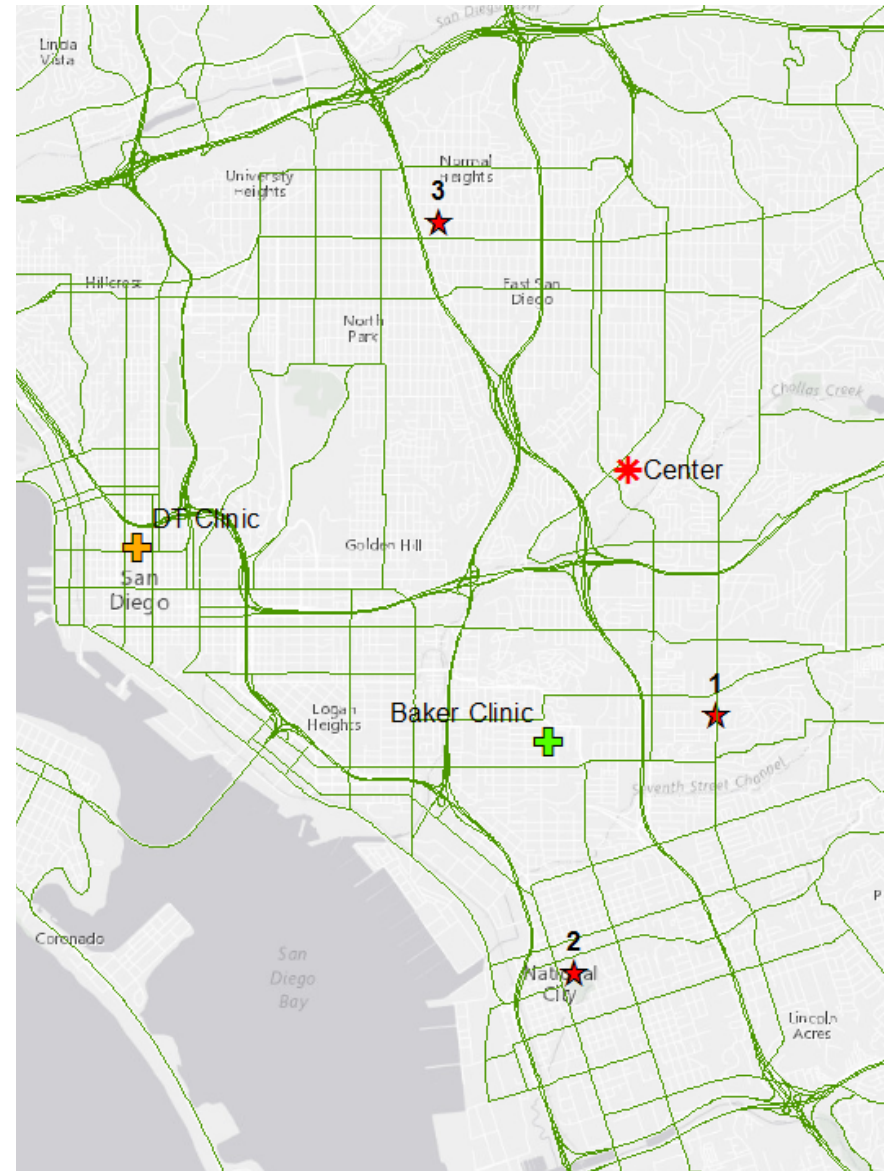 Linda
Vista
University
Heights
Normal
Heights
3
Hillcrest
East San
Diego
North
Park
Chollas Creek
Center
DT Clinic
Golden Hill
San
Diego
1
Logan
Heights
Baker Clinic
Seventh Street Channel
Coronado
P
San
Diego
Bay
2
National
City
Lincoln
Acres